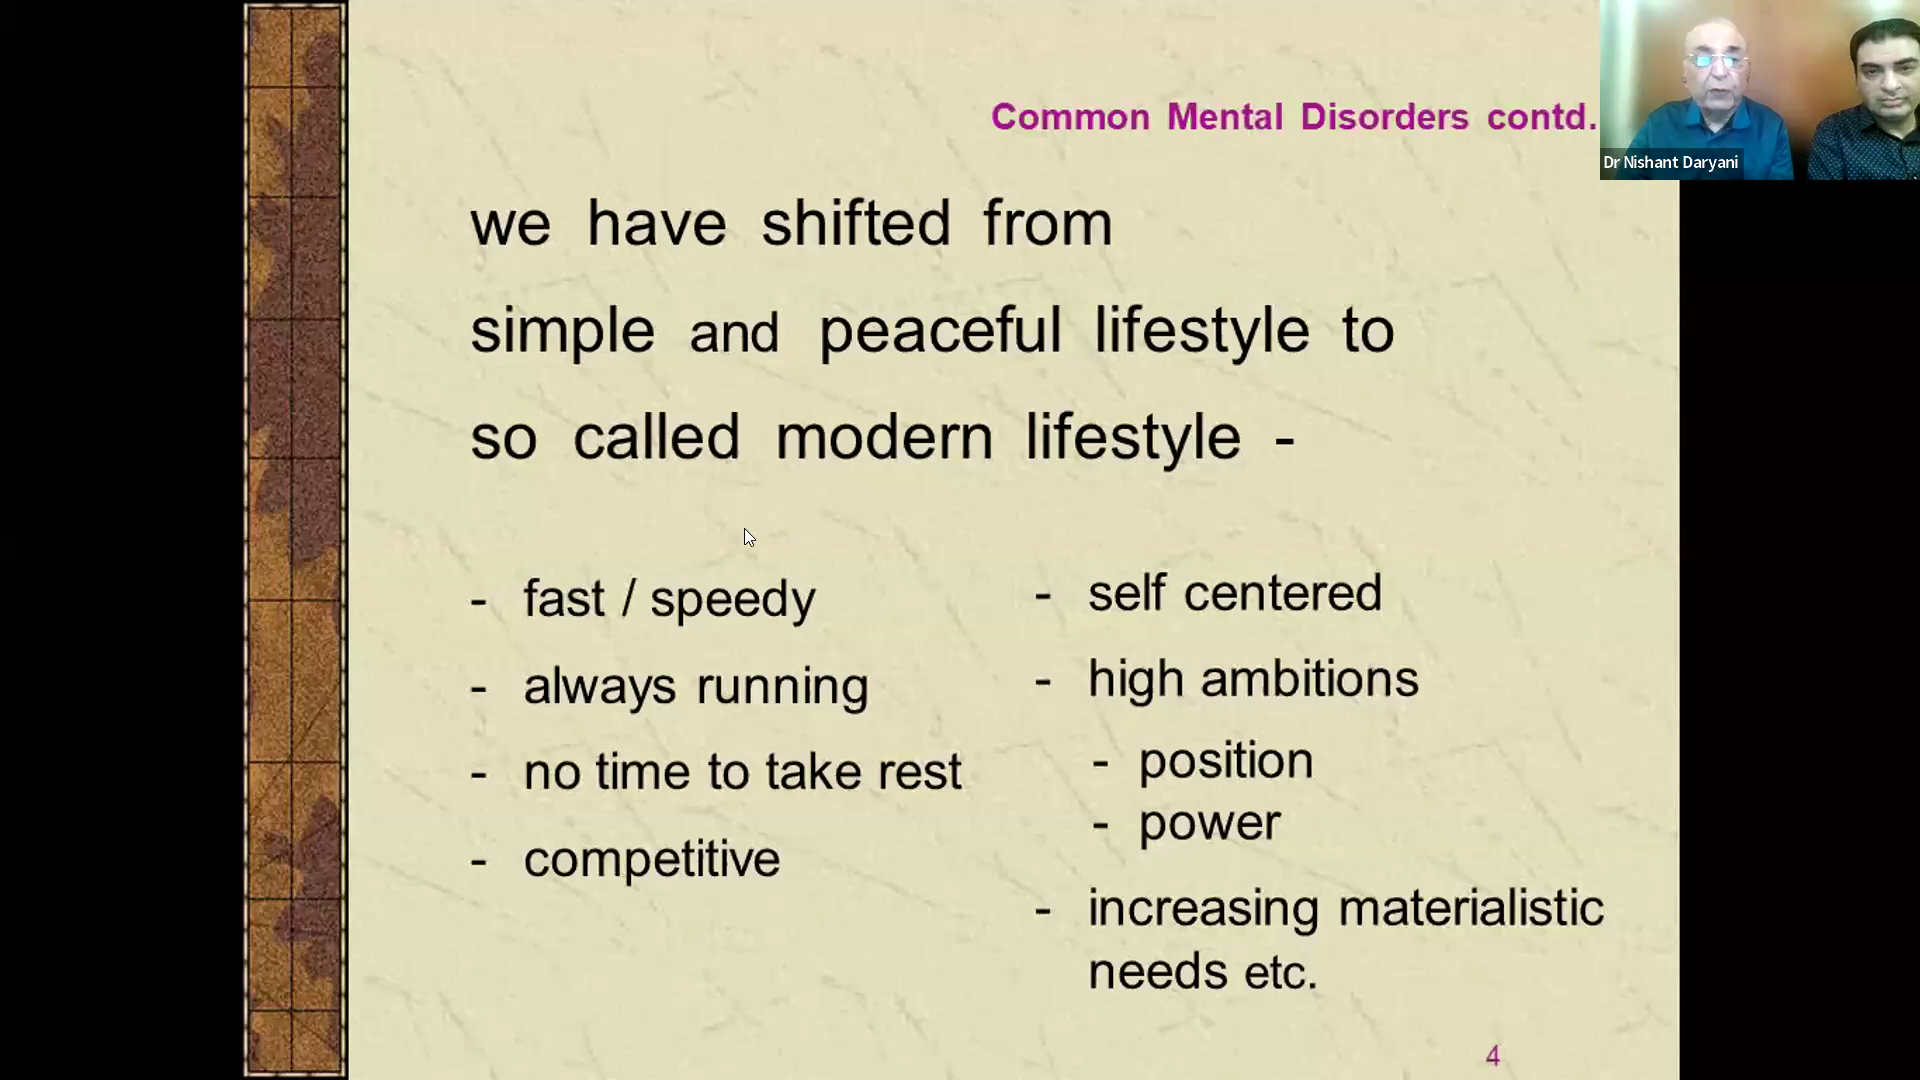 Common Mental Disorders contd.
Dr Nishant Daryani
we have shifted from
simple and peaceful lifestyle to
so called modern lifestyle -
- fast / speedy
- always running
- no time to take rest
- competitive
- self centered
- high ambitions
- position
- power
- increasing materialistic
needs etc.
4